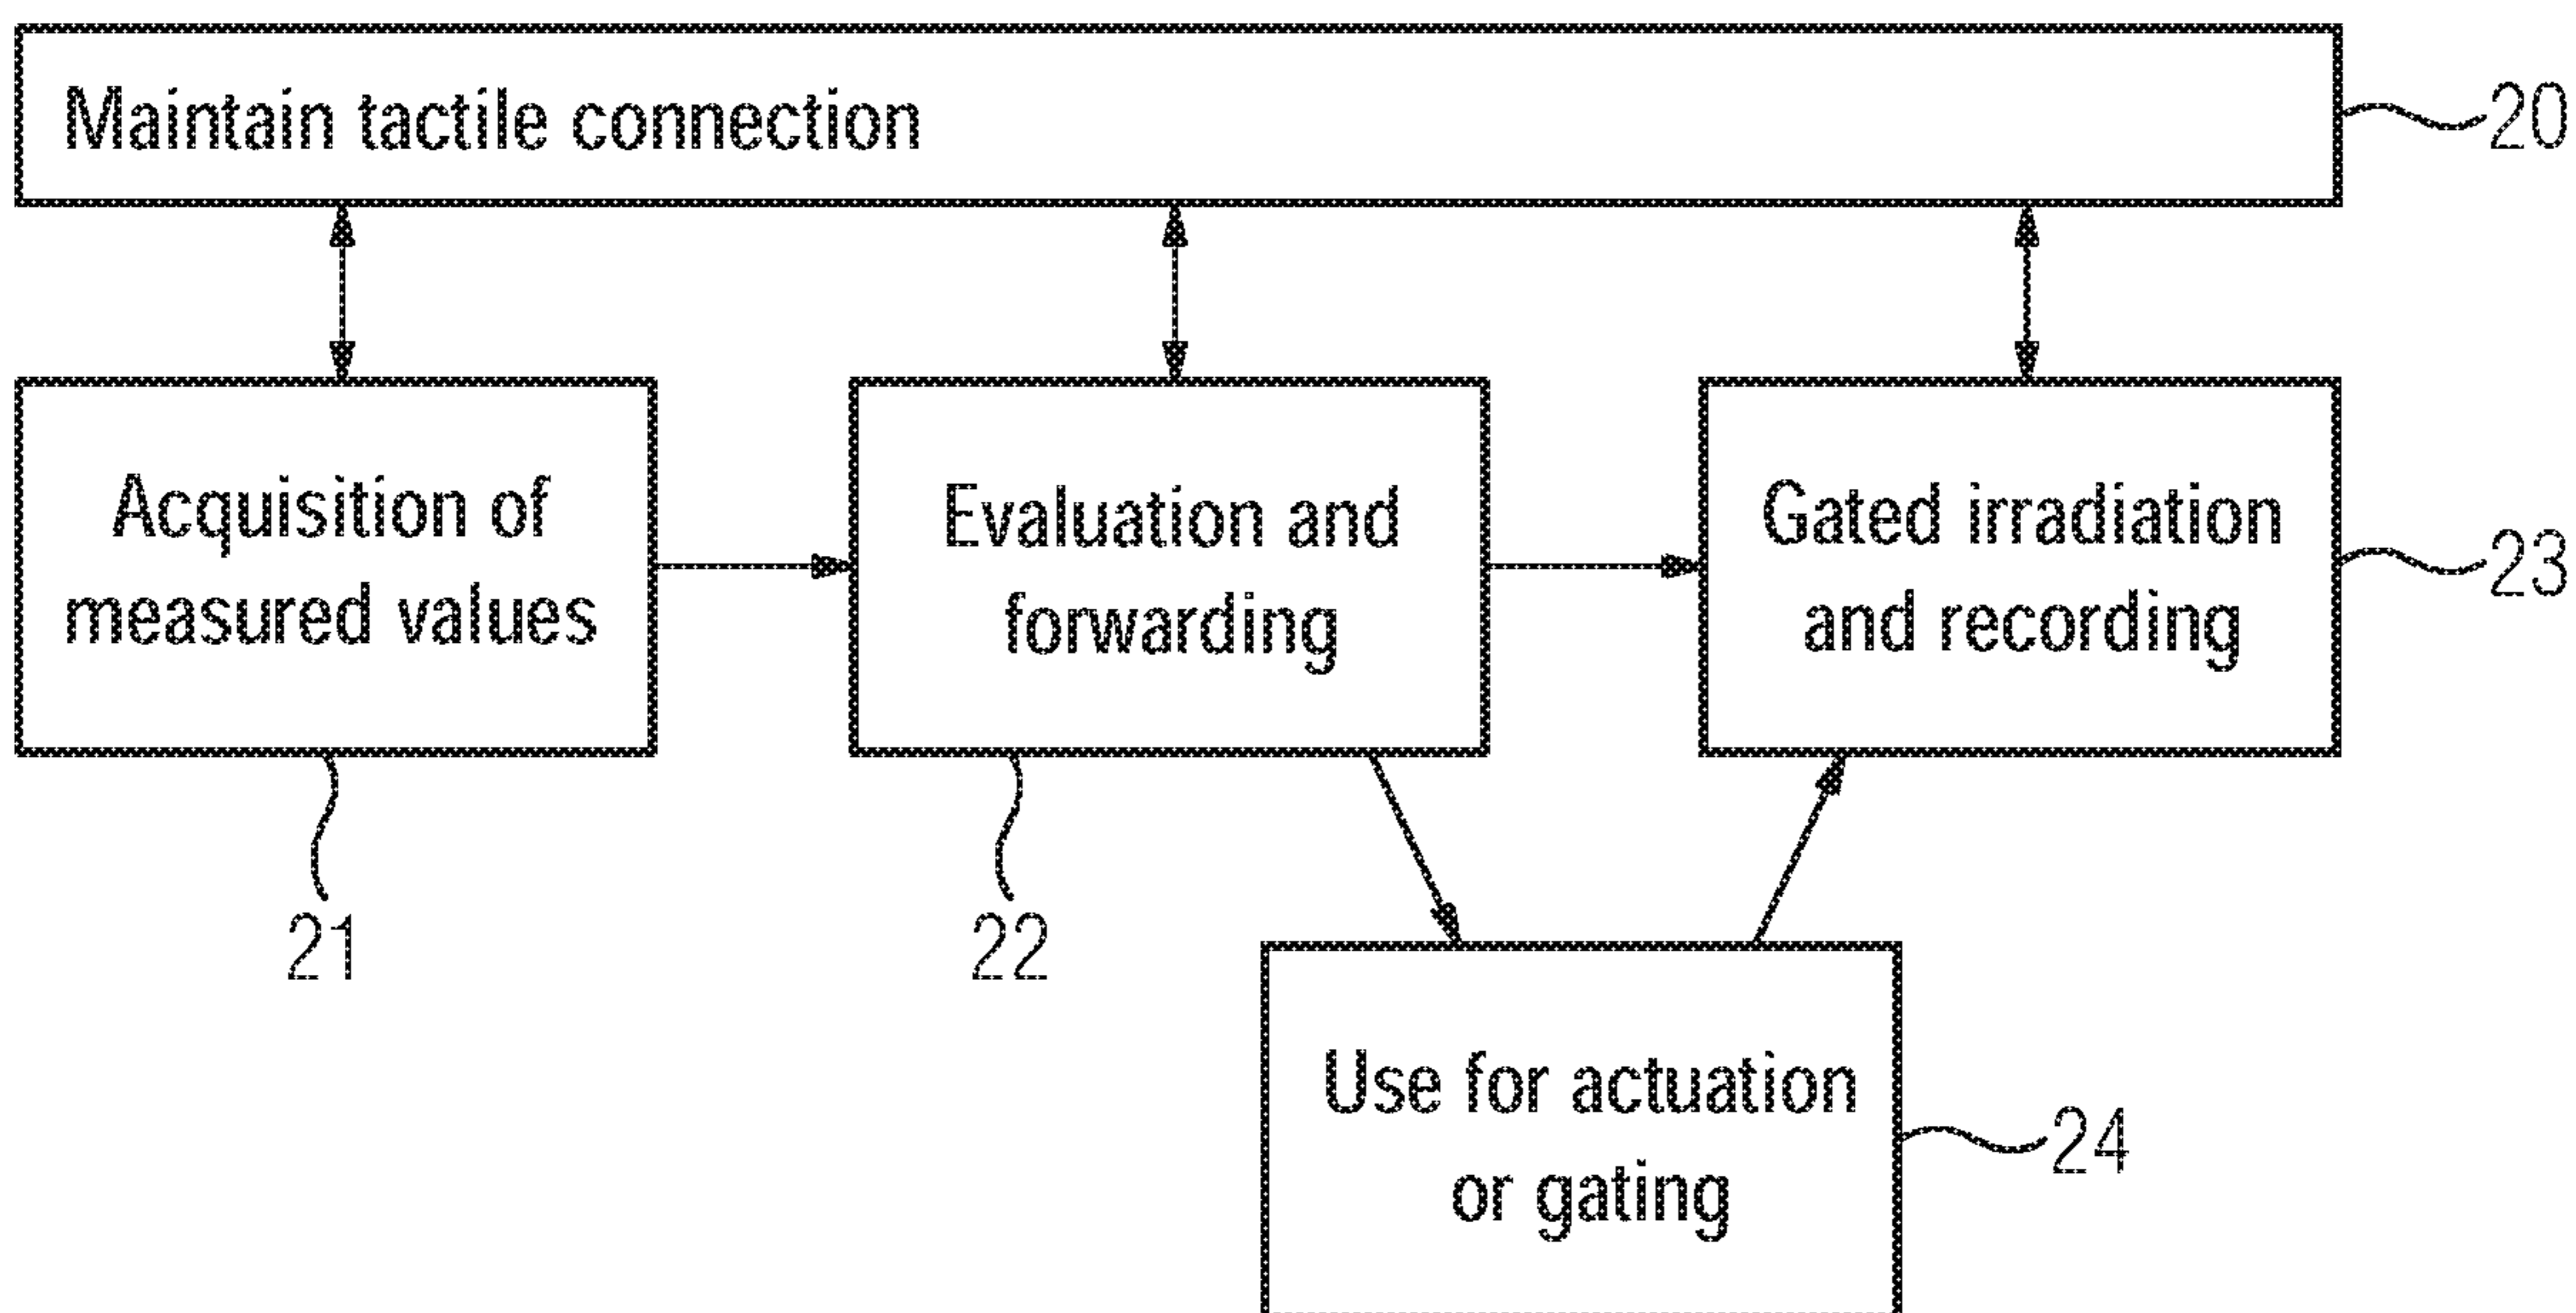 Maintain tactile connection
20
Acquisition of
measured values
21
Evaluation and
forwarding
22
Gated irradiation
and recording
23
Use for actuation
or gating
24